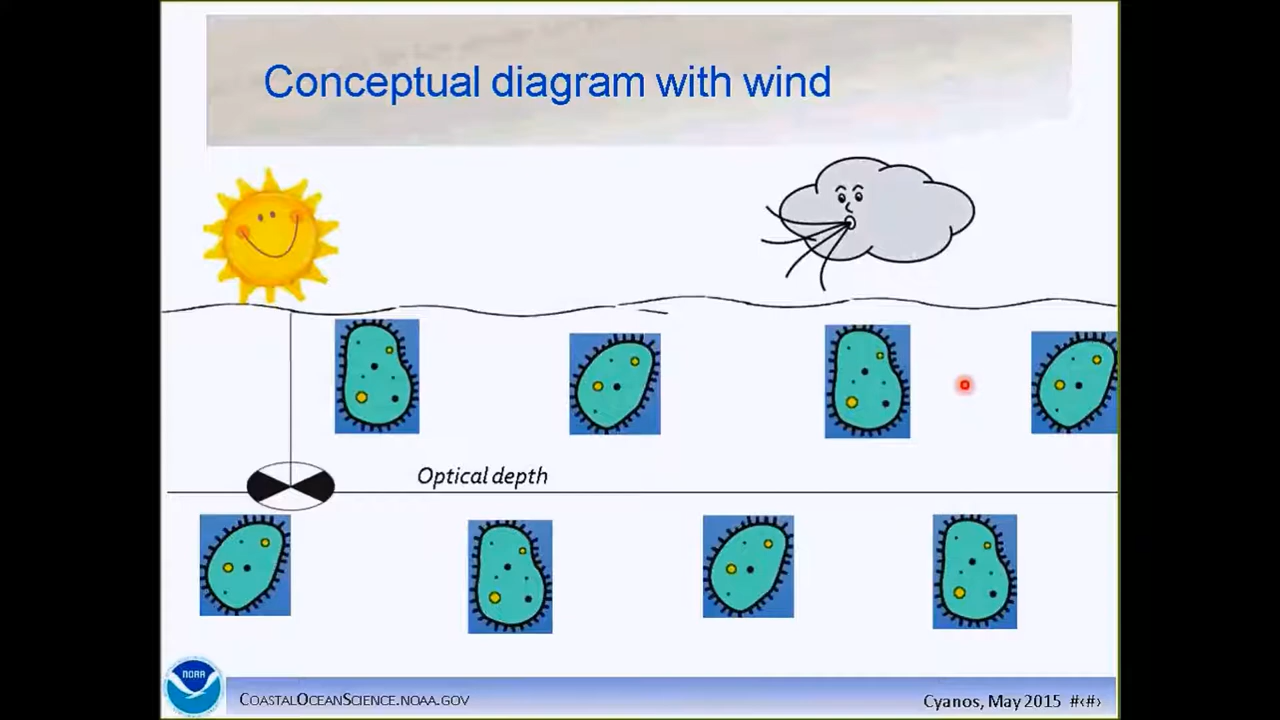 Conceptual diagram with wind
Optical depth
NOAA
COASTALOCEANSCIENCE.NOAA.GOV
Cyanos, May 2015 #‹#›